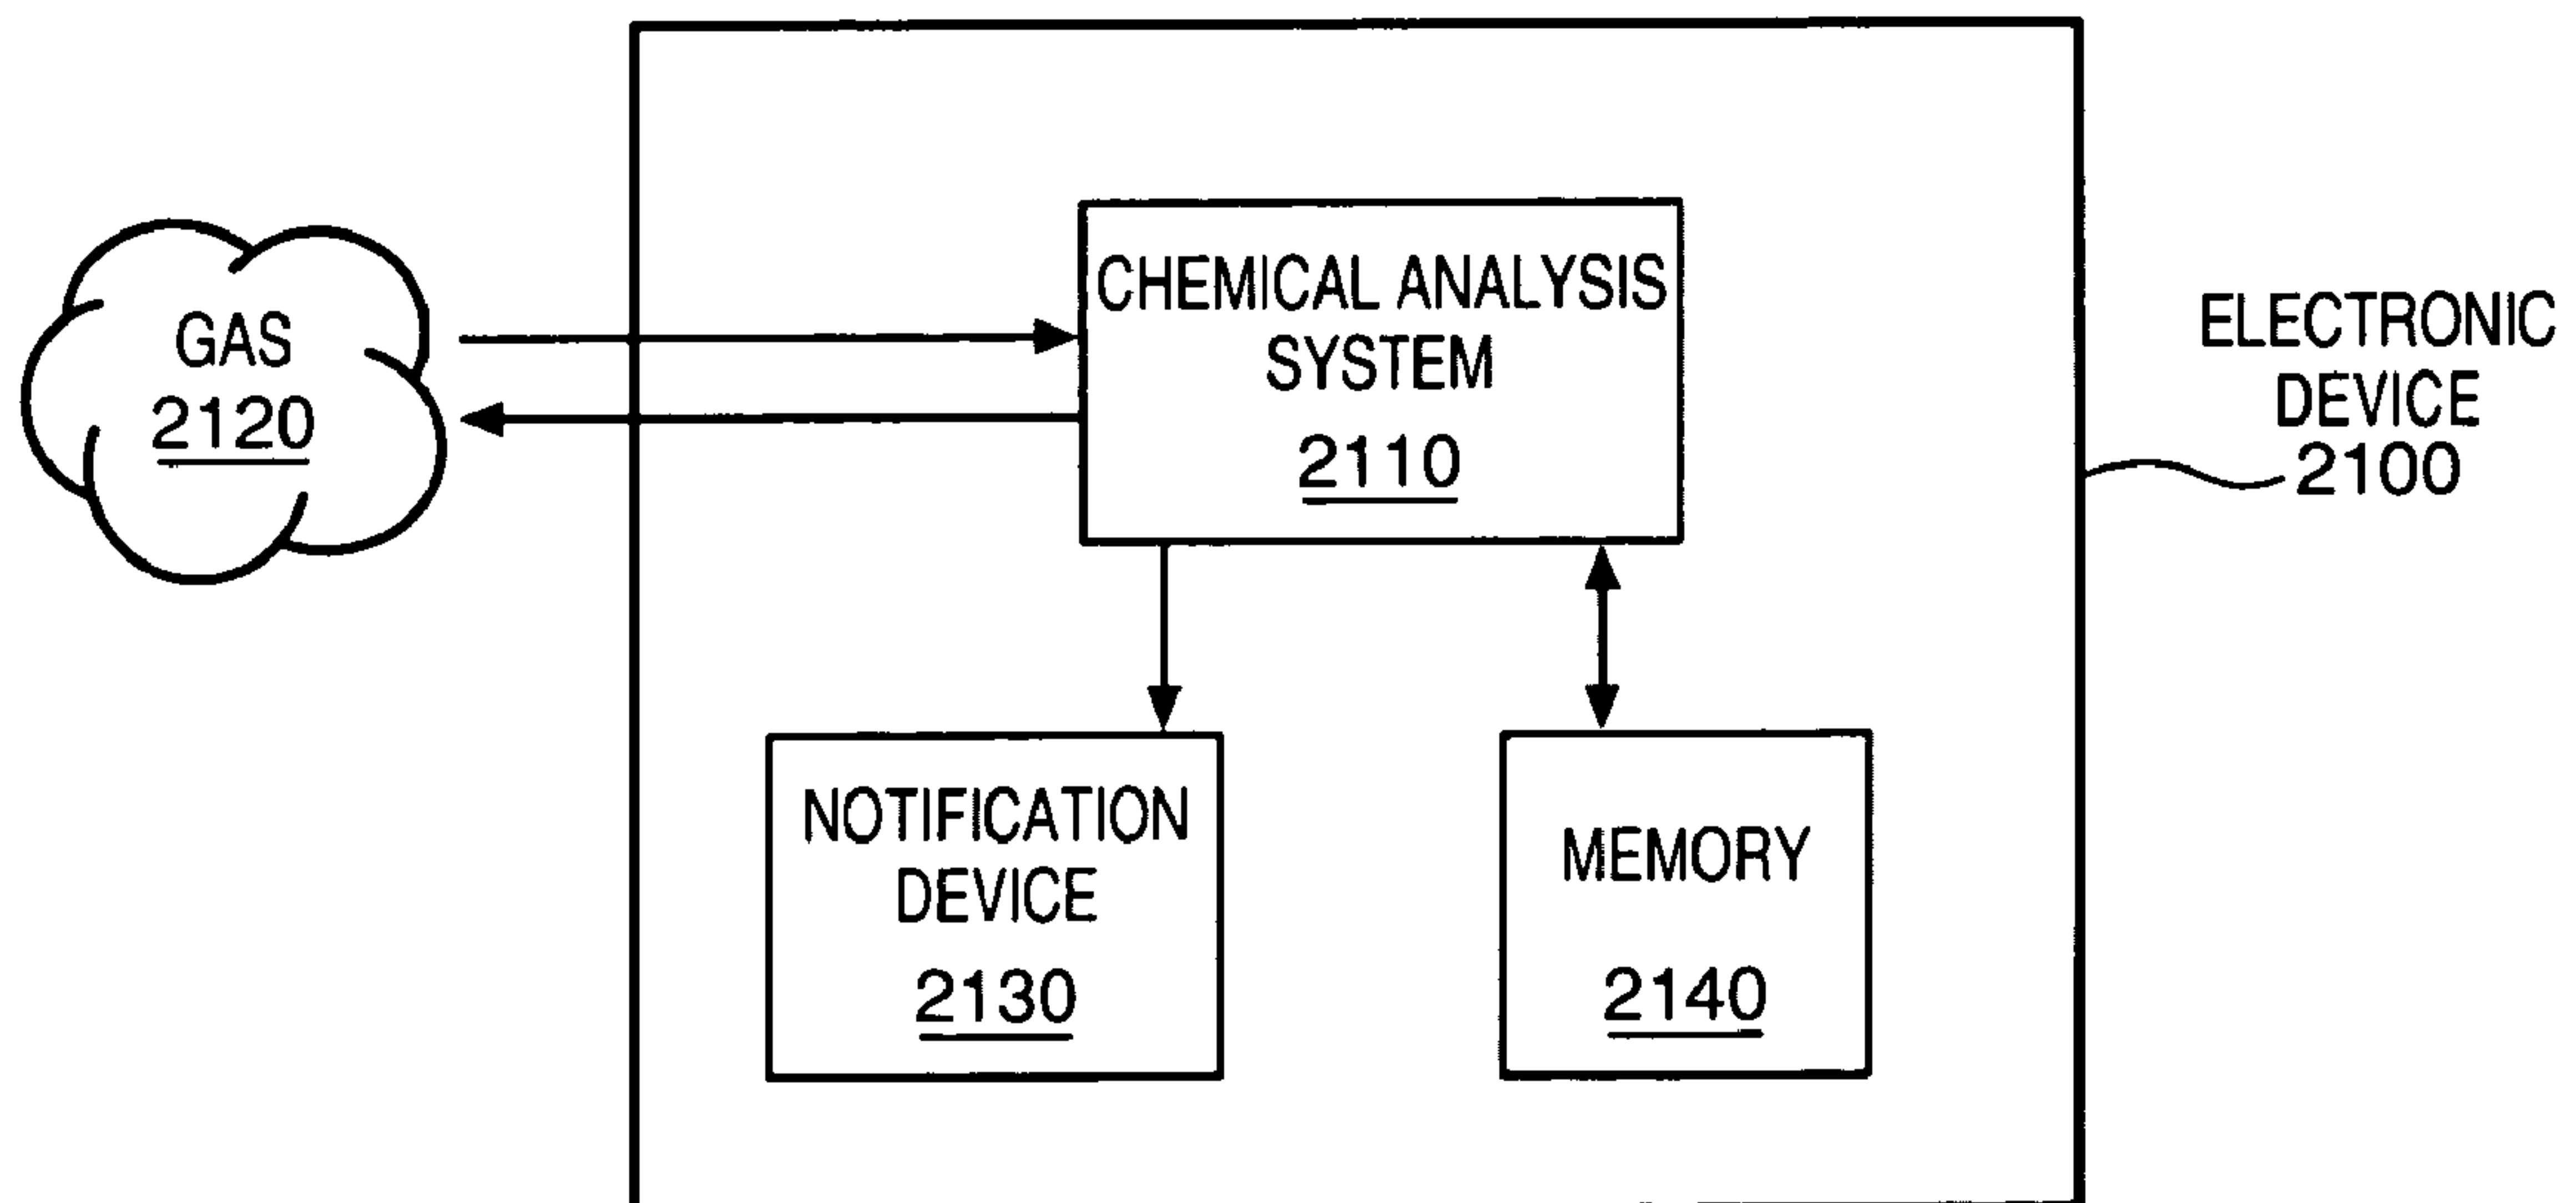 GAS
2120
CHEMICAL ANALYSIS
SYSTEM
2110
ELECTRONIC
DEVICE
2100
NOTIFICATION
DEVICE
2130
MEMORY
2140